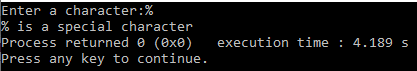 Enter a character:%
% is a special character
Process returned 0 (0x0)   execution time : 4.189 s
Press any key to continue.